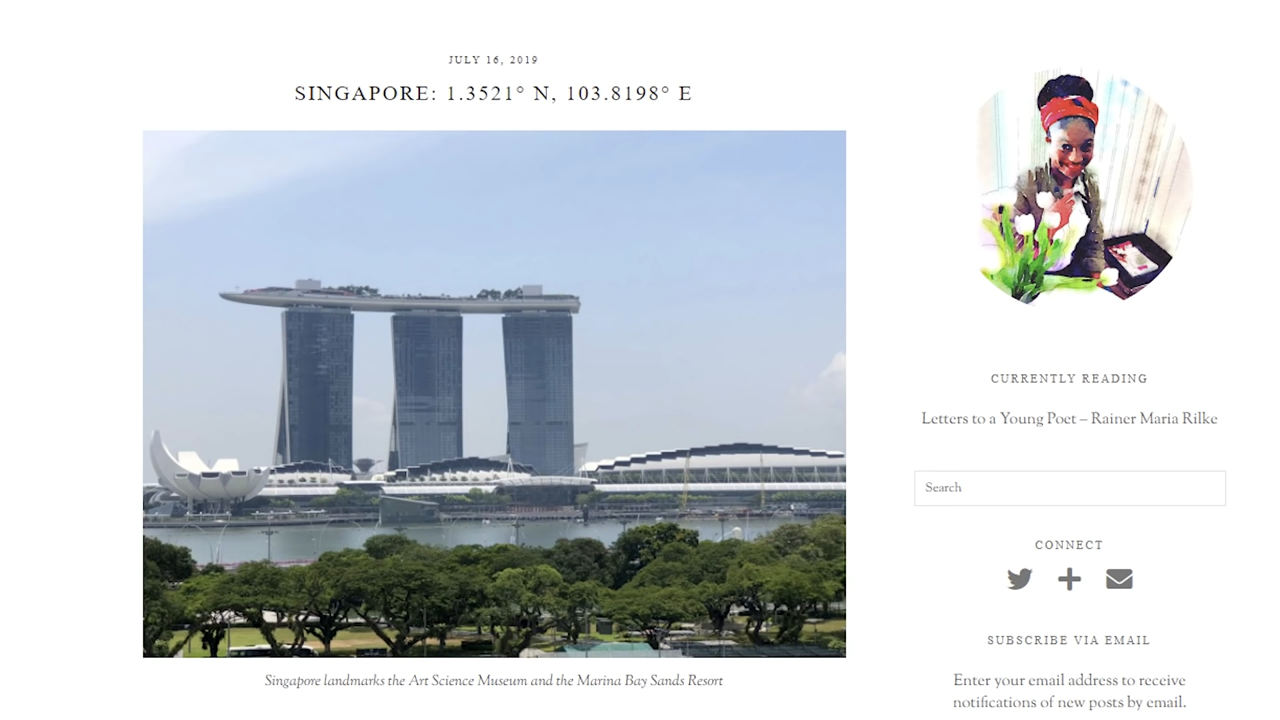 JULY 16, 2019
SINGAPORE: 1.3521° N, 103.8198° E
Singapore landmarks the Art Science Museum and the Marina Bay Sands Resort
CURRENTLY READING
Letters to a Young Poet – Rainer Maria Rilke
Search
CONNECT
SUBSCRIBE VIA EMAIL
Enter your email address to receive
notifications of new posts by email.